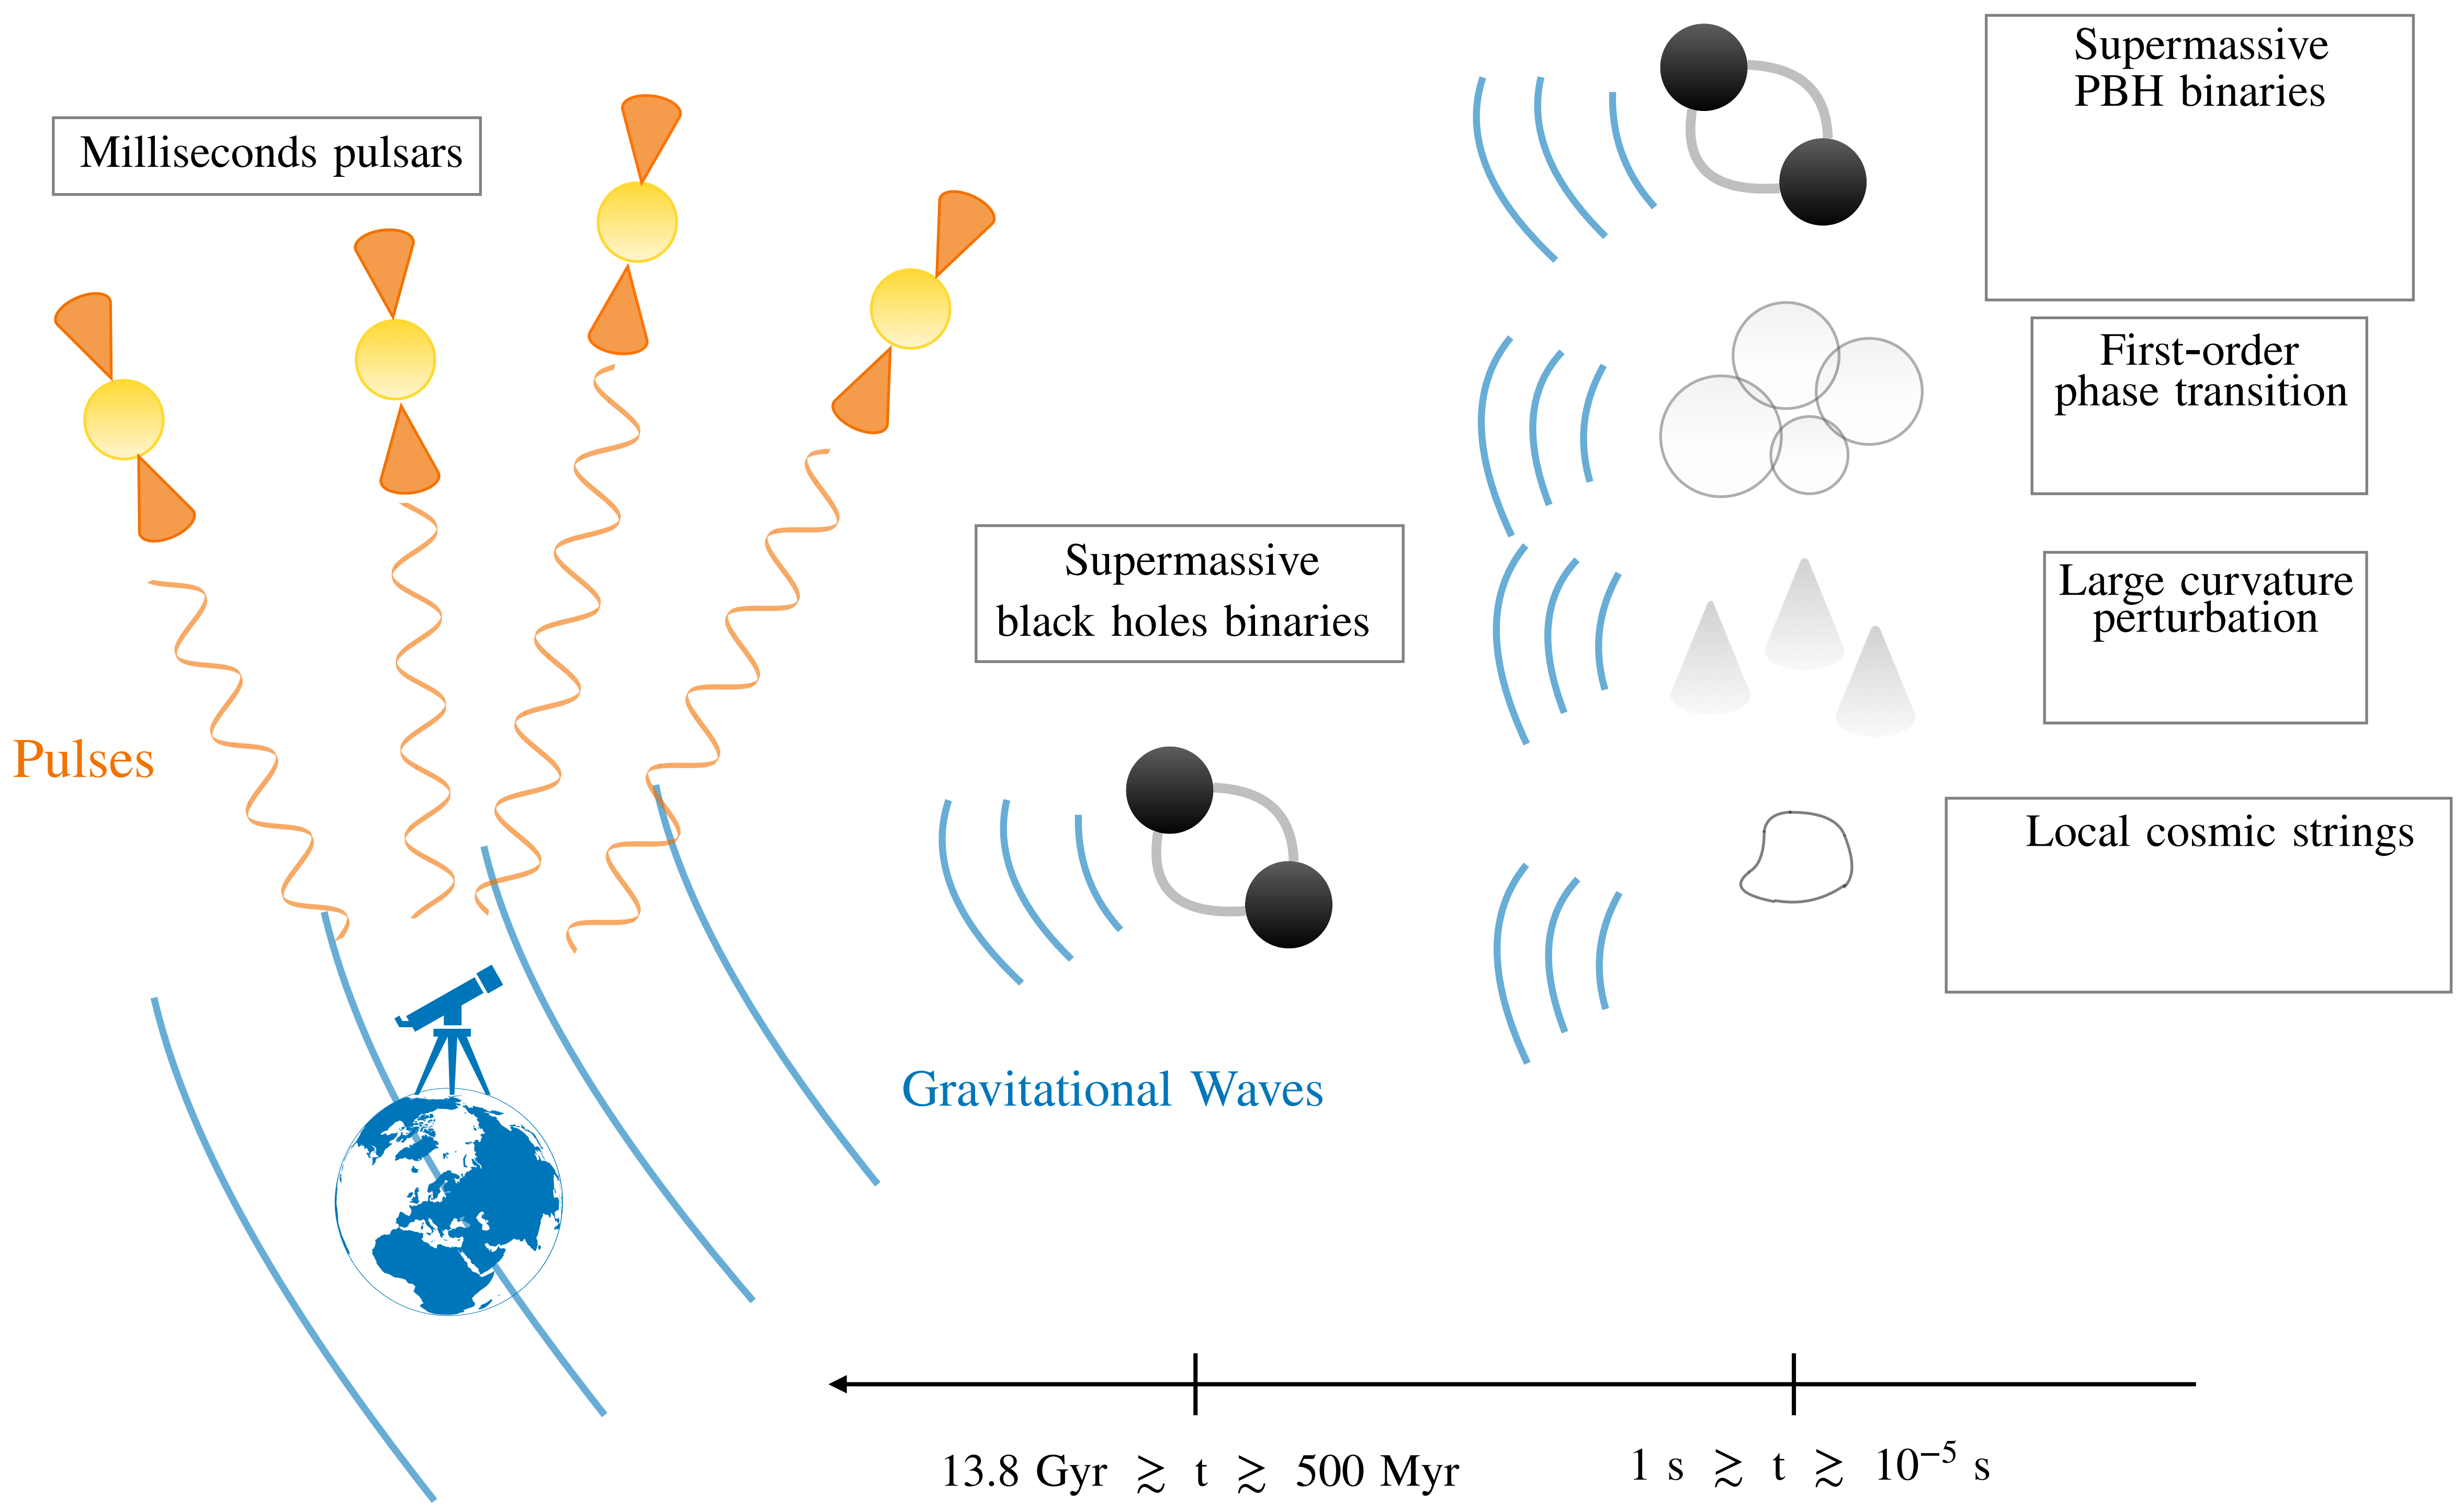 Milliseconds pulsars
Pulses
Supermassive
black holes binaries
Gravitational Waves
Supermassive
PBH binaries
First-order
phase transition
Large curvature
perturbation
Local cosmic strings
13.8 Gyr ≳ t ≳ 500 Myr
1 s ≳ t ≳ 10⁻⁵ s